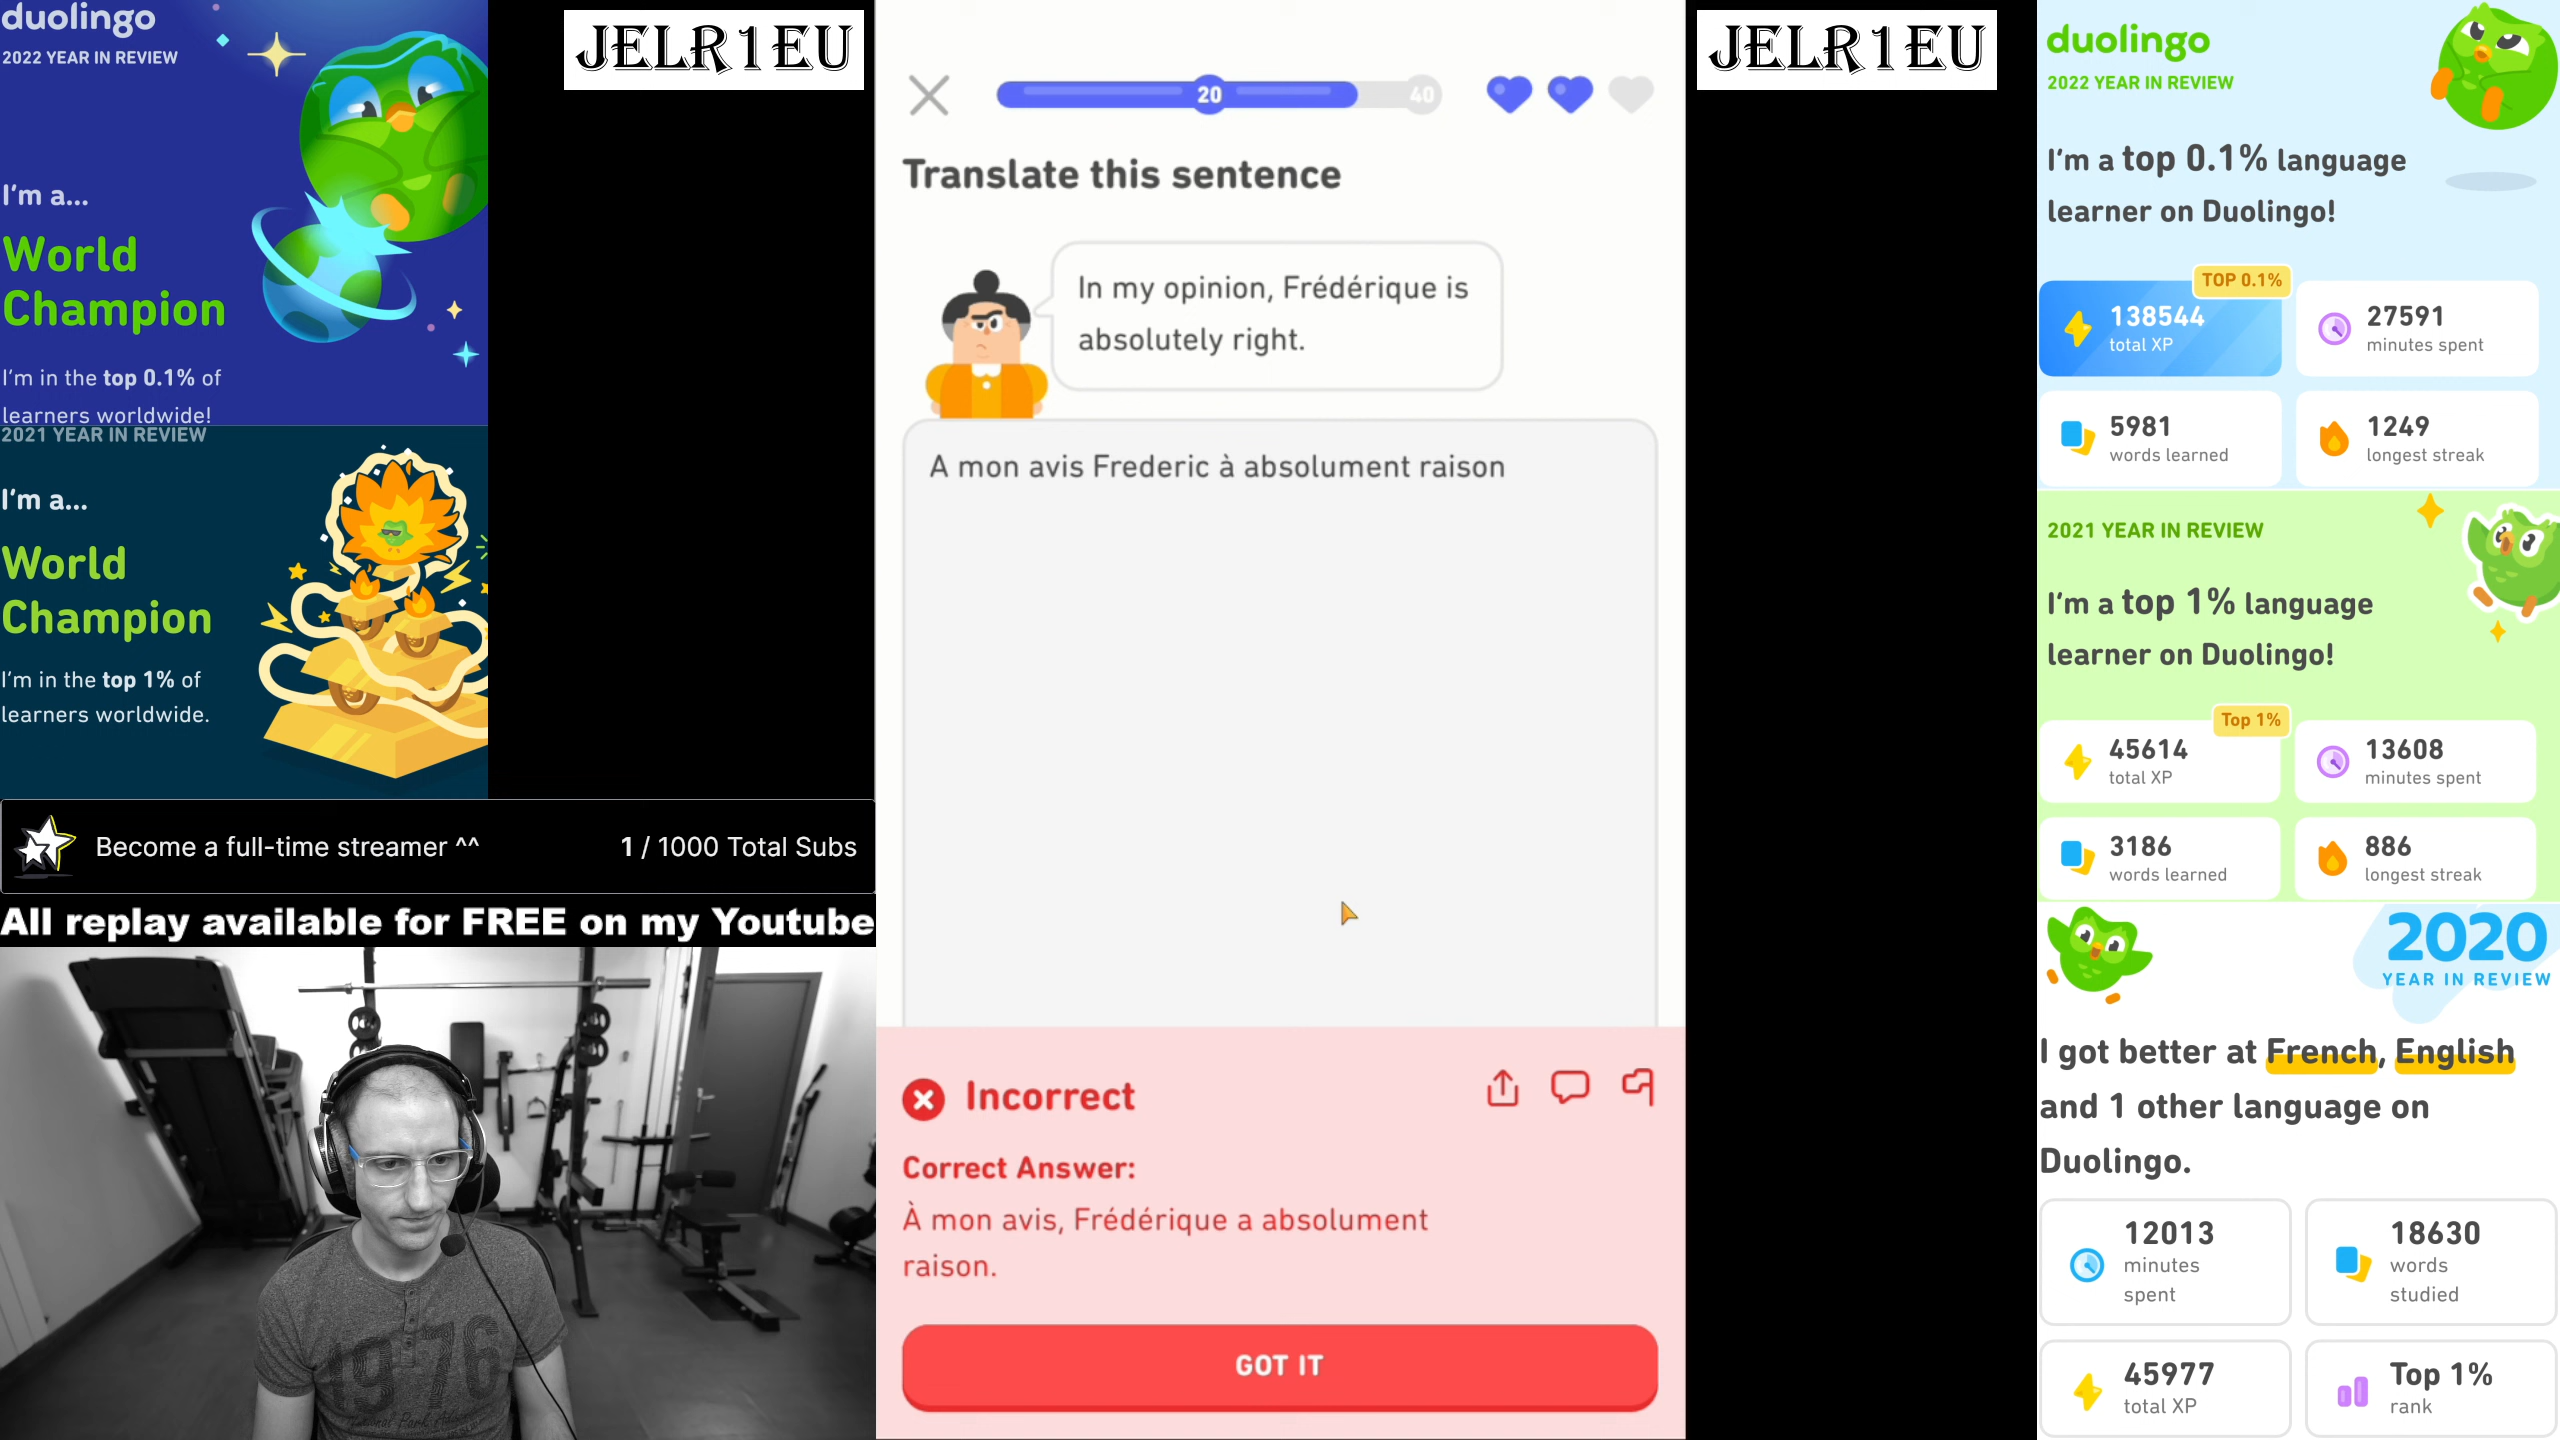 duolingo
2022 YEAR IN REVIEW
I'm a...
World
Champion
I'm in the top 0.1% of
learners worldwide!
2021 YEAR IN REVIEW
I'm a...
World
Champion
I'm in the top 1% of
learners worldwide.
JELR1EU
Become a full-time streamer ^^
1 / 1000 Total Subs
All replay available for FREE on my Youtube
1976
20
40
Translate this sentence
In my opinion, Frédérique is
absolutely right.
A mon avis Frederic à absolument raison
Incorrect
Correct Answer:
À mon avis, Frédérique a absolument
raison.
GOT IT
JELR1EU
duolingo
2022 YEAR IN REVIEW
I'm a top 0.1% language
learner on Duolingo!
TOP 0.1%
138544
total XP
27591
minutes spent
5981
words learned
1249
longest streak
2021 YEAR IN REVIEW
I'm a top 1% language
learner on Duolingo!
Top 1%
45614
total XP
13608
minutes spent
3186
words learned
886
longest streak
2020
YEAR IN REVIEW
I got better at French, English
and 1 other language on
Duolingo.
12013
minutes
spent
18630
words
studied
45977
total XP
Top 1%
rank